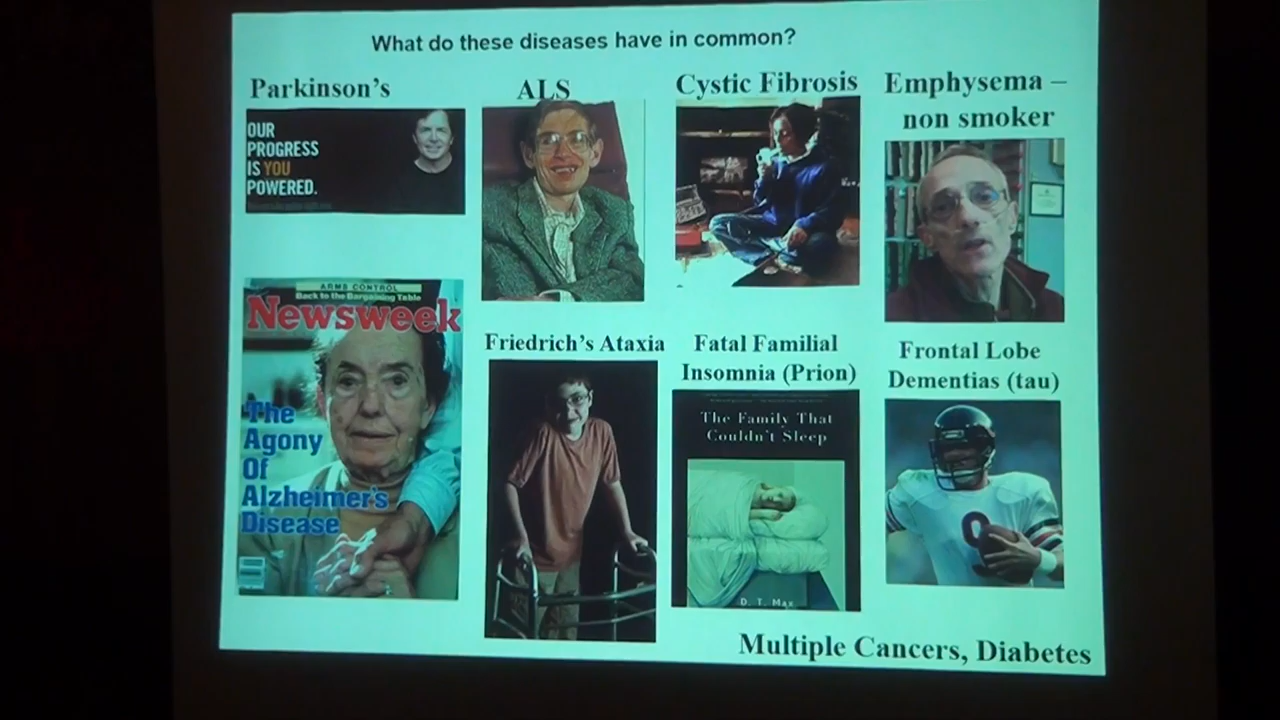 What do these diseases have in common?
Parkinson's
ALS
Cystic Fibrosis
Emphysema –
non smoker
OUR
PROGRESS
IS YOU
POWERED.
ARMS CONTROL
Back to the Bargaining Table
Newsweek
The
Agony
Of
Alzheimer's
Disease
Friedrich's Ataxia
Fatal Familial
Insomnia (Prion)
The Family That
Couldn't Sleep
D. T. Max
Frontal Lobe
Dementias (tau)
9
Multiple Cancers, Diabetes